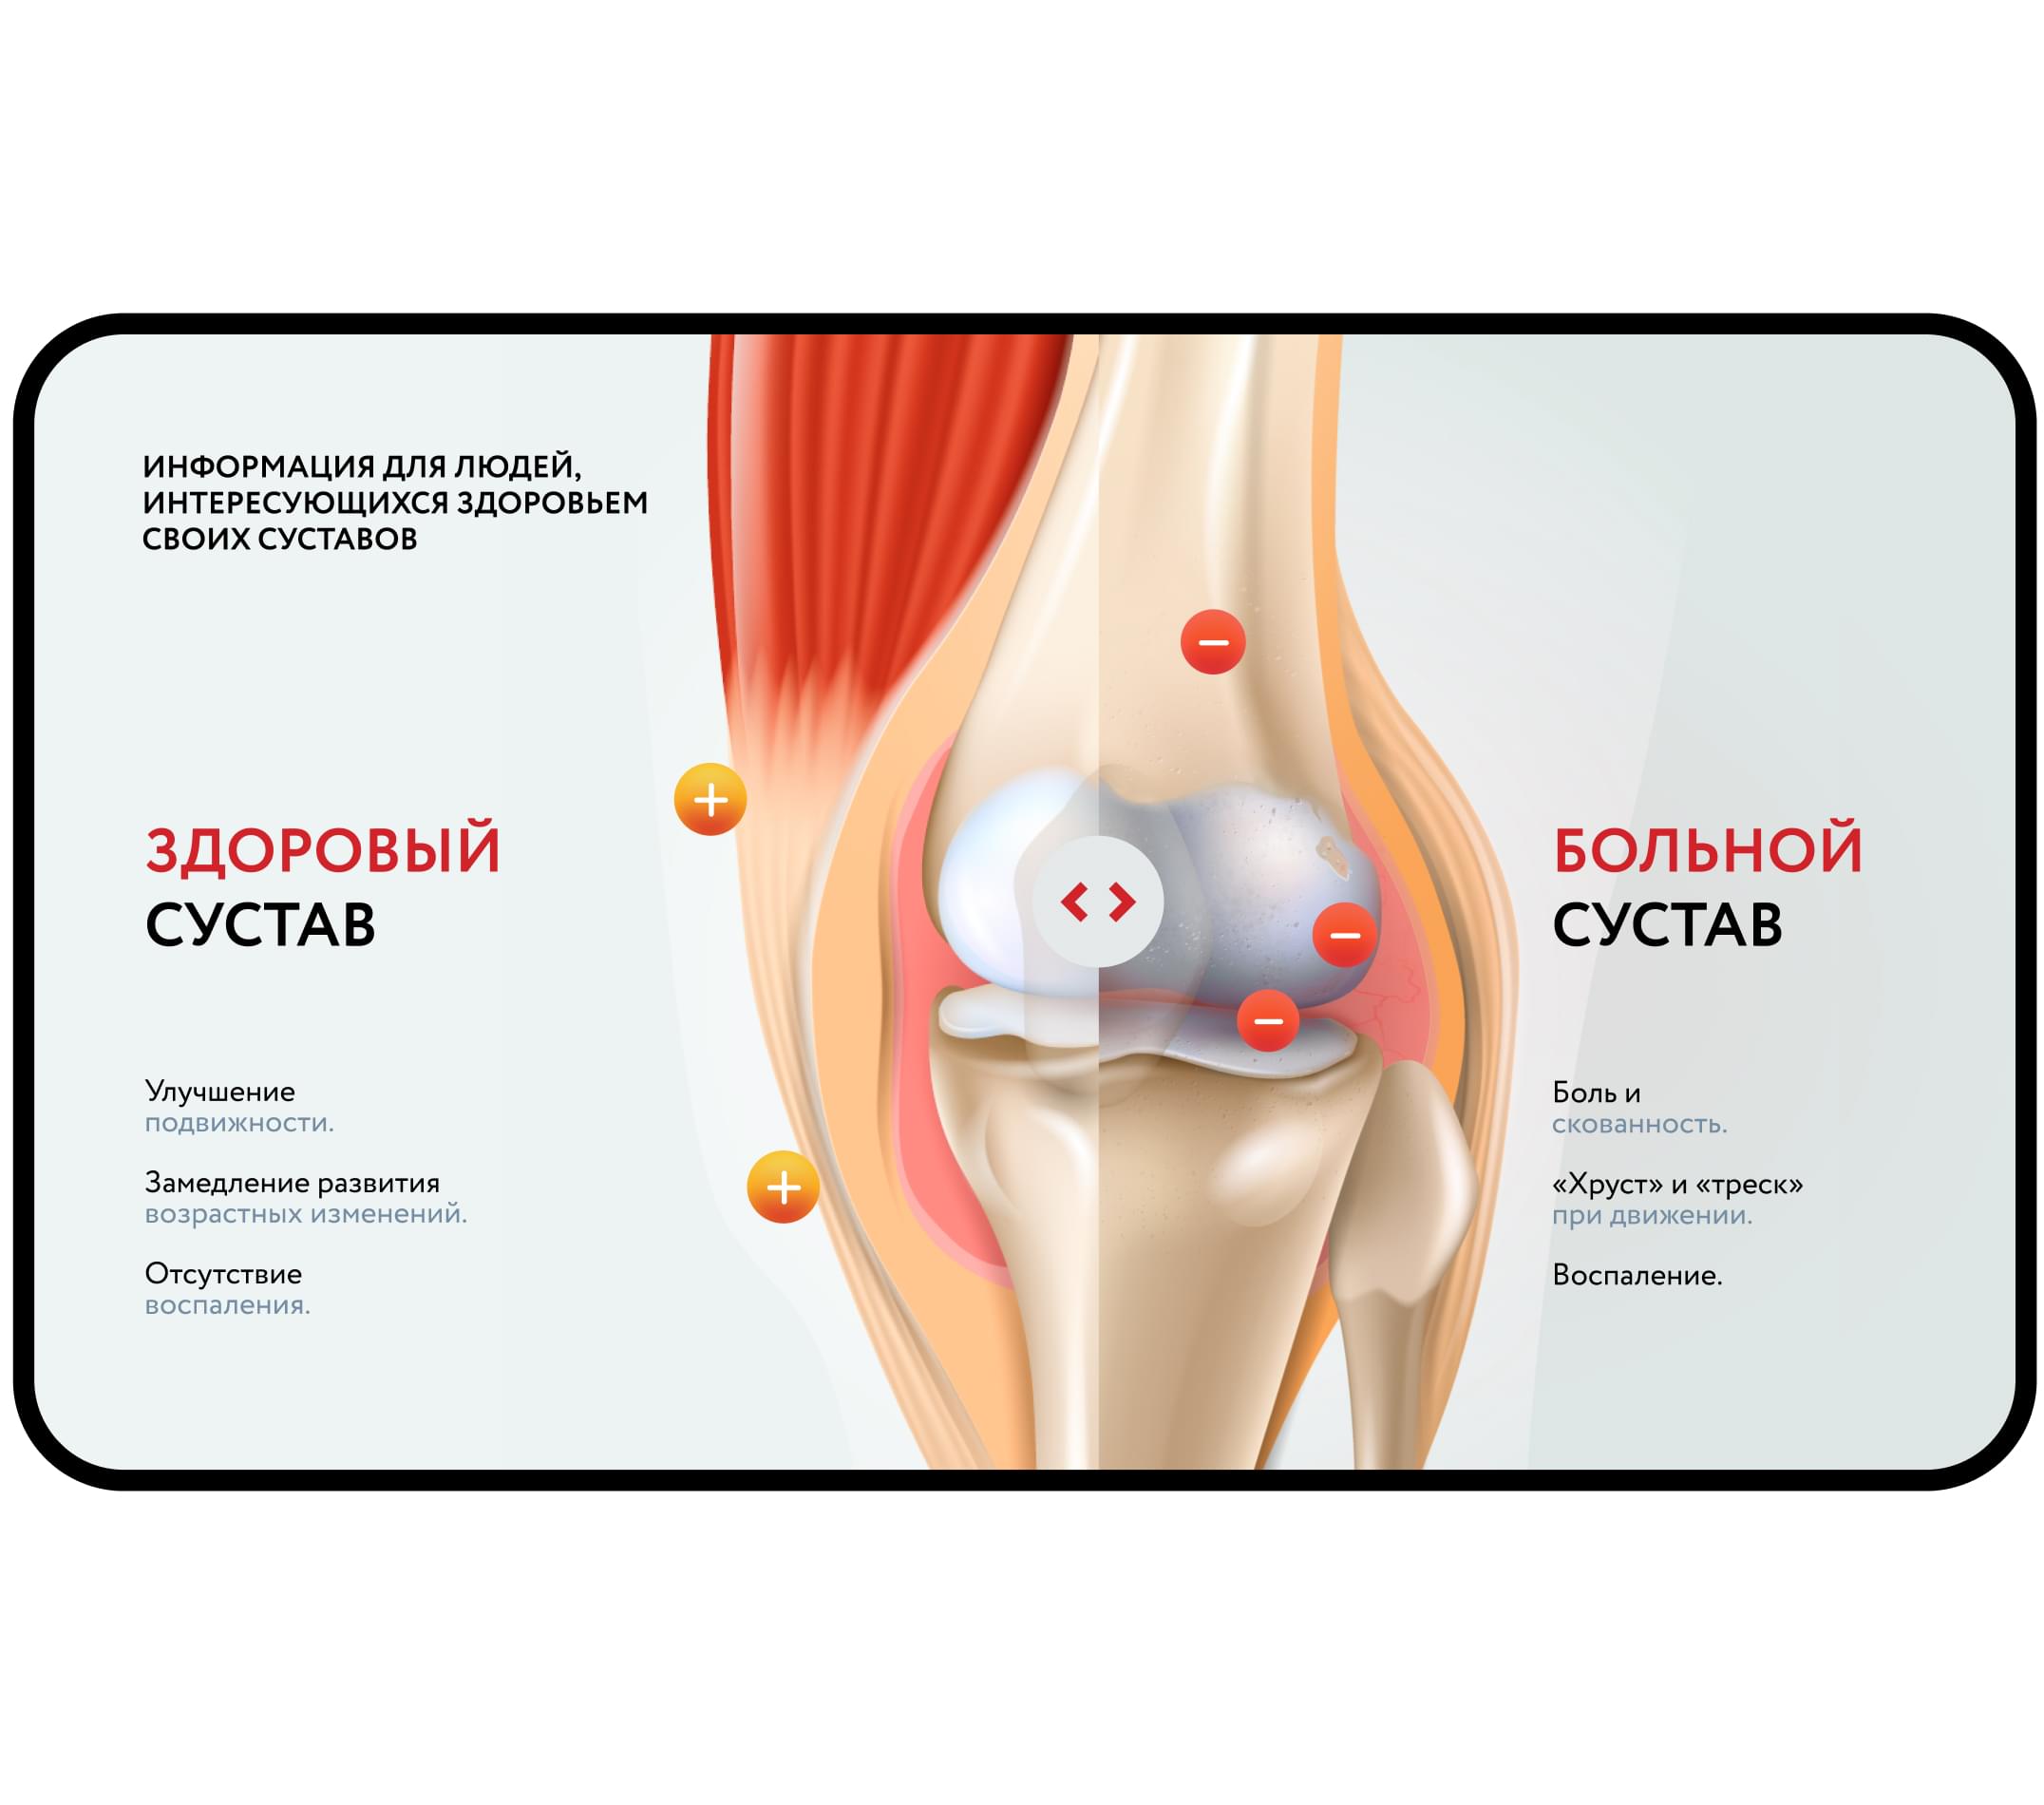 ИНФОРМАЦИЯ ДЛЯ ЛЮДЕЙ,
ИНТЕРЕСУЮЩИХСЯ ЗДОРОВЬЕМ
СВОИХ СУСТАВОВ
ЗДОРОВЫЙ
СУСТАВ
Улучшение
подвижности.
Замедление развития
возрастных изменений.
Отсутствие
воспаления.
БОЛЬНОЙ
СУСТАВ
Боль и
скованность.
«Хруст» и «треск»
при движении.
Воспаление.